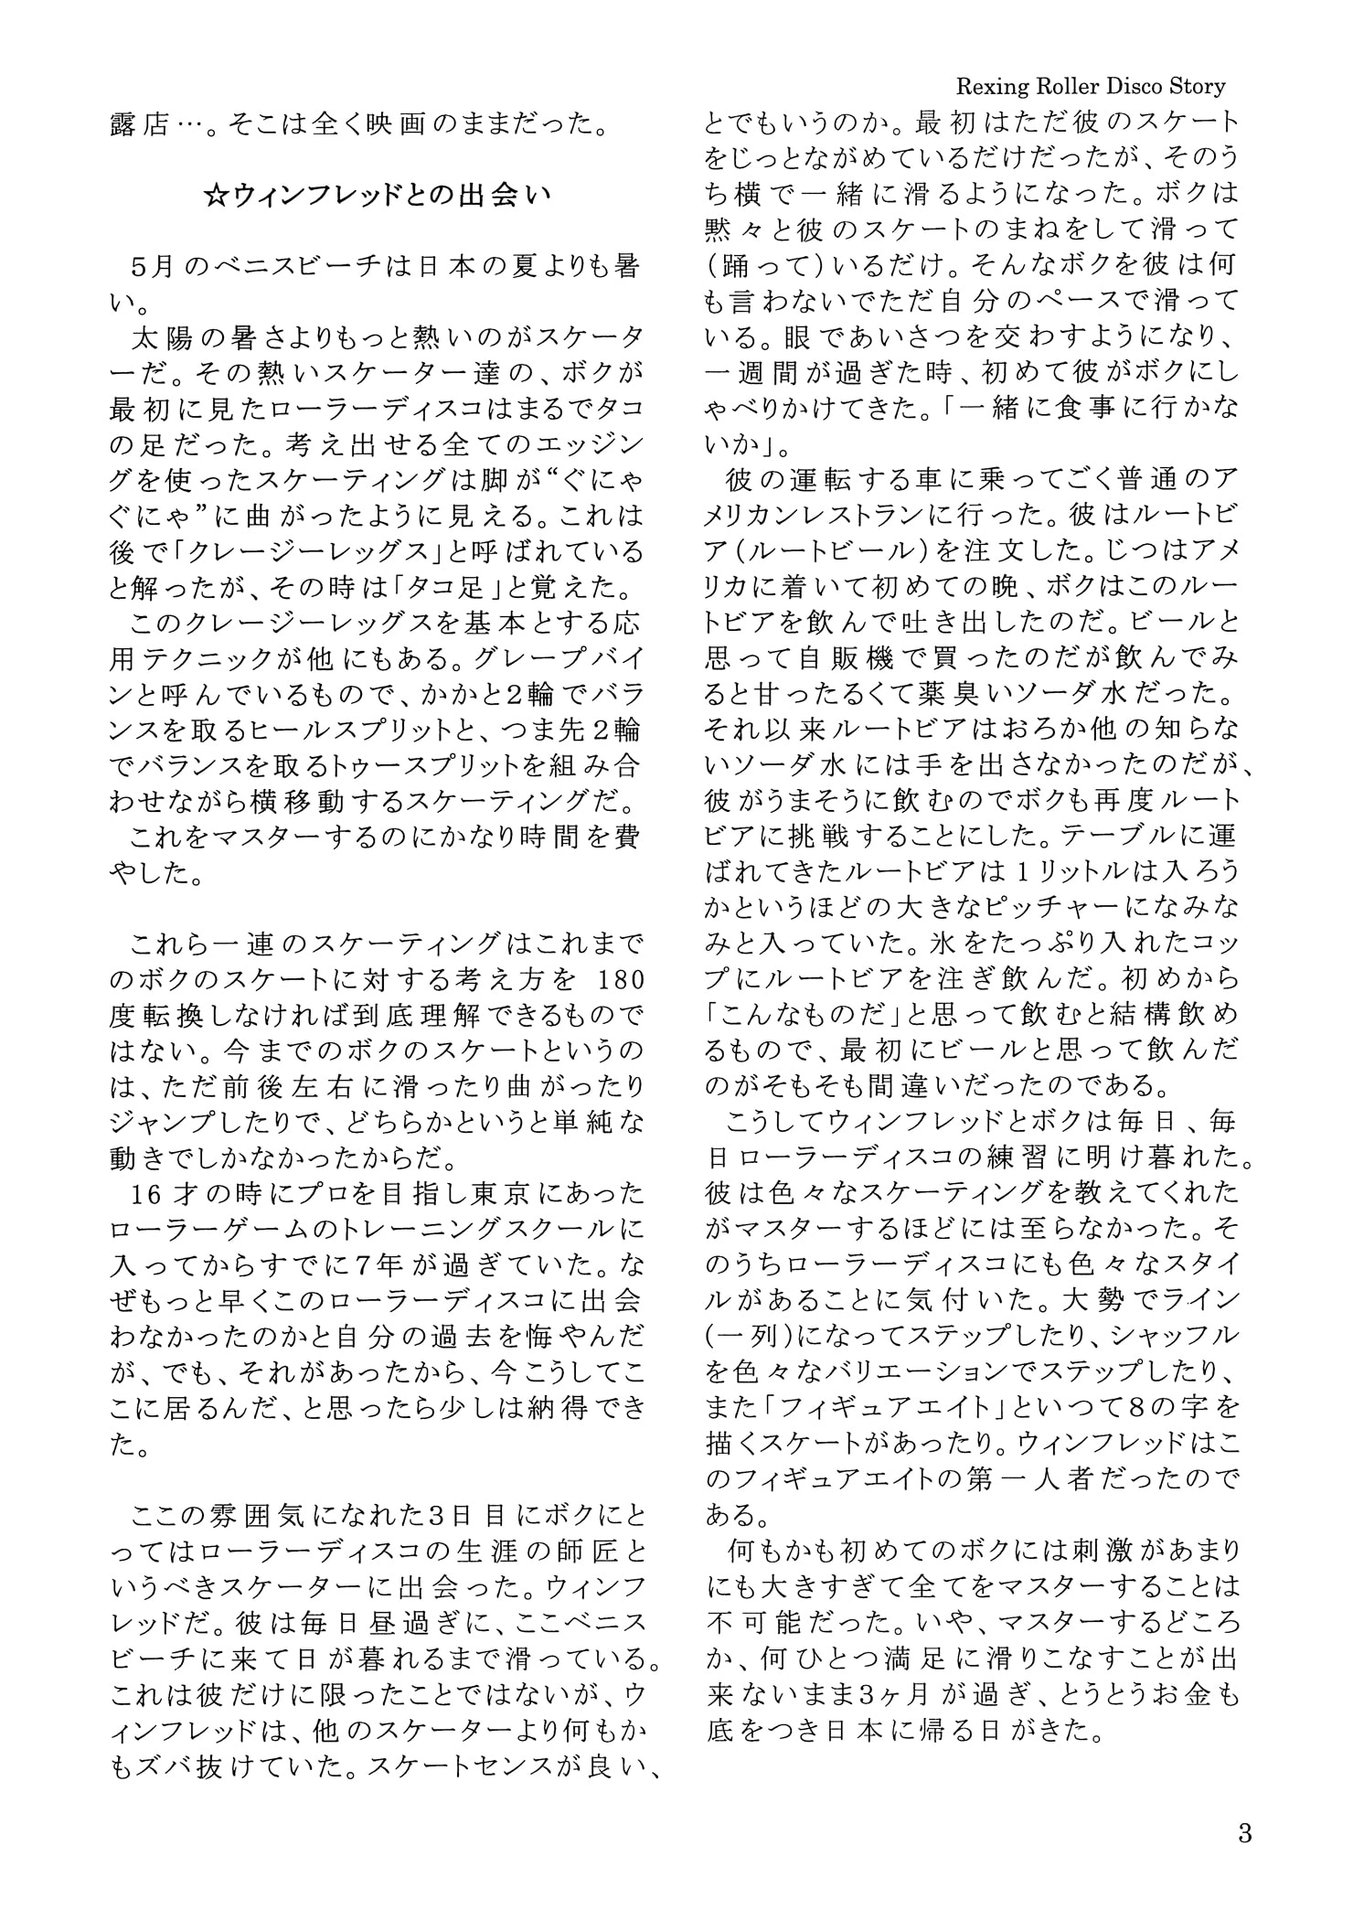 Rexing Roller Disco Story
露店…。そこは全く映画のままだった。
☆ウィンフレッドとの出会い
5月のベニスビーチは日本の夏よりも暑
い。
太陽の暑さよりもっと熱いのがスケータ
ーだ。その熱いスケーター達の、ボクが
最初に見たローラーディスコはまるでタコ
の足だった。考え出せる全てのエッジン
グを使ったスケーティングは脚が“ぐにゃ
ぐにゃ”に曲がったように見える。これは
後で「クレージーレッグス」と呼ばれている
と解ったが、その時は「タコ足」と覚えた。
このクレージーレッグスを基本とする応
用テクニックが他にもある。グレープバイ
ンと呼んでいるもので、かかと2輪でバラ
ンスを取るヒールスプリットと、つま先2輪
でバランスを取るトゥースプリットを組み合
わせながら横移動するスケーティングだ。
これをマスターするのにかなり時間を費
やした。
これら一連のスケーティングはこれまで
のボクのスケートに対する考え方を 180
度転換しなければ到底理解できるもので
はない。今までのボクのスケートというの
は、ただ前後左右に滑ったり曲がったり
ジャンプしたりで、どちらかというと単純な
動きでしかなかったからだ。
16 才の時にプロを目指し東京にあった
ローラーゲームのトレーニングスクールに
入ってからすでに7年が過ぎていた。な
ぜもっと早くこのローラーディスコに出会
わなかったのかと自分の過去を悔やんだ
が、でも、それがあったから、今こうしてこ
こに居るんだ、と思ったら少しは納得でき
た。
ここの雰囲気になれた3日目にボクにと
ってはローラーディスコの生涯の師匠と
いうべきスケーターに出会った。ウィンフ
レッドだ。彼は毎日昼過ぎに、ここベニス
ビーチに来て日が暮れるまで滑っている。
これは彼だけに限ったことではないが、ウ
ィンフレッドは、他のスケーターより何もか
もズバ抜けていた。スケートセンスが良い、
とでもいうのか。最初はただ彼のスケート
をじっとながめているだけだったが、そのう
ち横で一緒に滑るようになった。ボクは
黙々と彼のスケートのまねをして滑って
（踊って）いるだけ。そんなボクを彼は何
も言わないでただ自分のペースで滑って
いる。眼であいさつを交わすようになり、
一週間が過ぎた時、初めて彼がボクにし
ゃべりかけてきた。「一緒に食事に行かな
いか」。
彼の運転する車に乗ってごく普通のア
メリカンレストランに行った。彼はルートビ
ア（ルートビール）を注文した。じつはアメ
リカに着いて初めての晩、ボクはこのルー
トビアを飲んで吐き出したのだ。ビールと
思って自販機で買ったのだが飲んでみ
ると甘ったるくて薬臭いソーダ水だった。
それ以来ルートビアはおろか他の知らな
いソーダ水には手を出さなかったのだが、
彼がうまそうに飲むのでボクも再度ルート
ビアに挑戦することにした。テーブルに運
ばれてきたルートビアは 1 リットルは入ろう
かというほどの大きなピッチャーになみな
みと入っていた。氷をたっぷり入れたコッ
プにルートビアを注ぎ飲んだ。初めから
「こんなものだ」と思って飲むと結構飲め
るもので、最初にビールと思って飲んだ
のがそもそも間違いだったのである。
こうしてウィンフレッドとボクは毎日、毎
日ローラーディスコの練習に明け暮れた。
彼は色々なスケーティングを教えてくれた
がマスターするほどには至らなかった。そ
のうちローラーディスコにも色々なスタイ
ルがあることに気付いた。大勢でライン
(一列)になってステップしたり、シャッフル
を色々なバリエーションでステップしたり、
また「フィギュアエイト」といつて8の字を
描くスケートがあったり。ウィンフレッドはこ
のフィギュアエイトの第一人者だったので
ある。
何もかも初めてのボクには刺激があまり
にも大きすぎて全てをマスターすることは
不可能だった。いや、マスターするどころ
か、何ひとつ満足に滑りこなすことが出
来ないまま3ヶ月が過ぎ、とうとうお金も
底をつき日本に帰る日がきた。
3